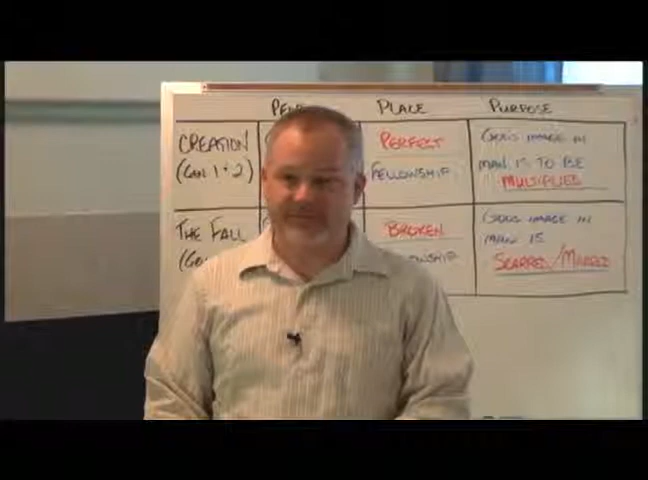 PLACE
PURPOSE
CREATION
(GEN 1+2)
PERFECT
FELLOWSHIP
GOD'S IMAGE IN
MAN IS TO BE
MULTIPLIED
THE FALL
BROKEN
GOD'S IMAGE IN
MAN IS
SCARRED/MARRED